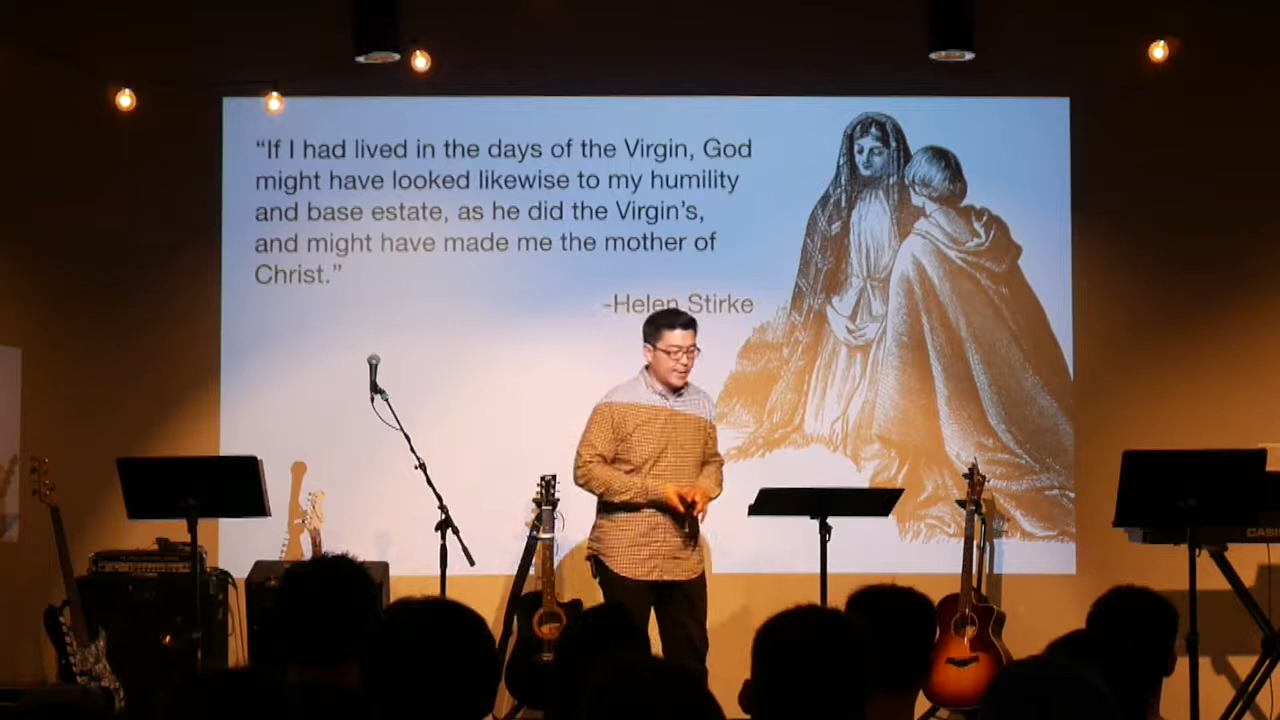 “If I had lived in the days of the Virgin, God
might have looked likewise to my humility
and base estate, as he did the Virgin’s,
and might have made me the mother of
Christ.”
-Helen Stirke